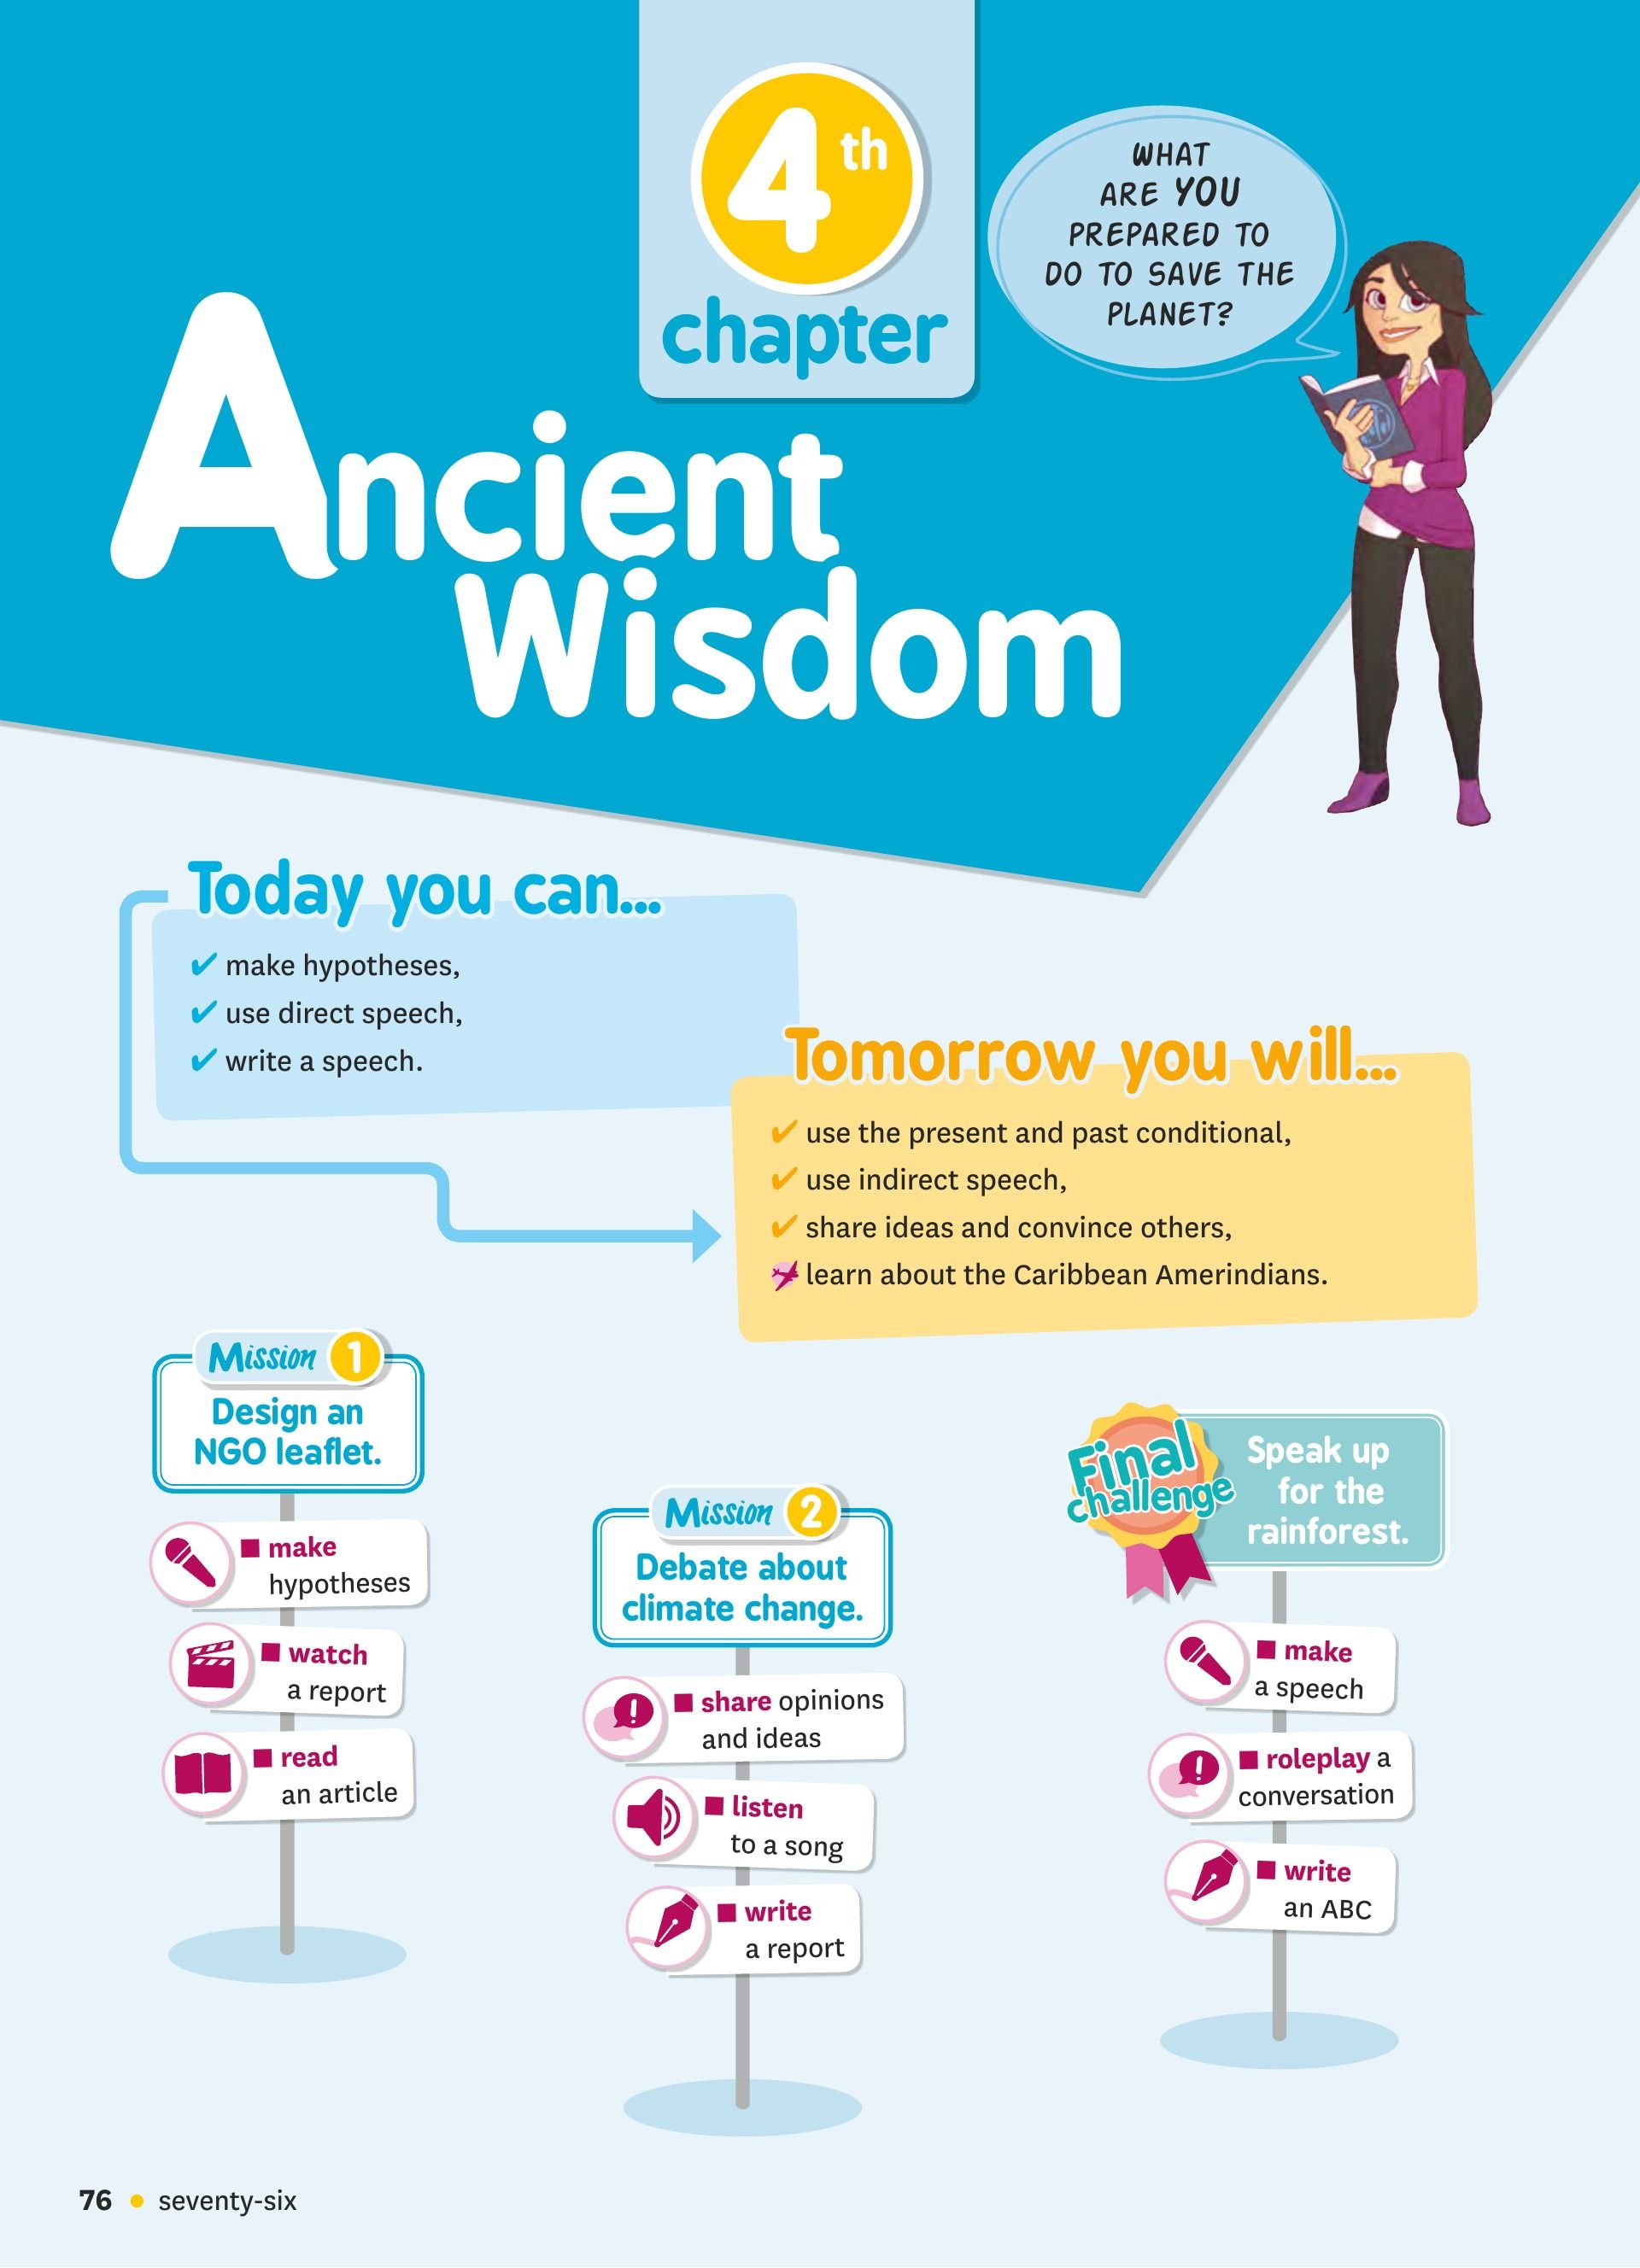 4th
chapter
WHAT
ARE YOU
PREPARED TO
DO TO SAVE THE
PLANET?
Ancient
Wisdom
Today you can...
✔ make hypotheses,
✔ use direct speech,
✔ write a speech.
Tomorrow you will...
✔ use the present and past conditional,
✔ use indirect speech,
✔ share ideas and convince others,
learn about the Caribbean Amerindians.
Mission 1
Design an
NGO leaflet.
■ make
hypotheses
■ watch
a report
■ read
an article
Mission 2
Debate about
climate change.
■ share opinions
and ideas
■ listen
to a song
■ write
a report
Final
challenge
Speak up
for the
rainforest.
■ make
a speech
■ roleplay a
conversation
■ write
an ABC
76 • seventy-six